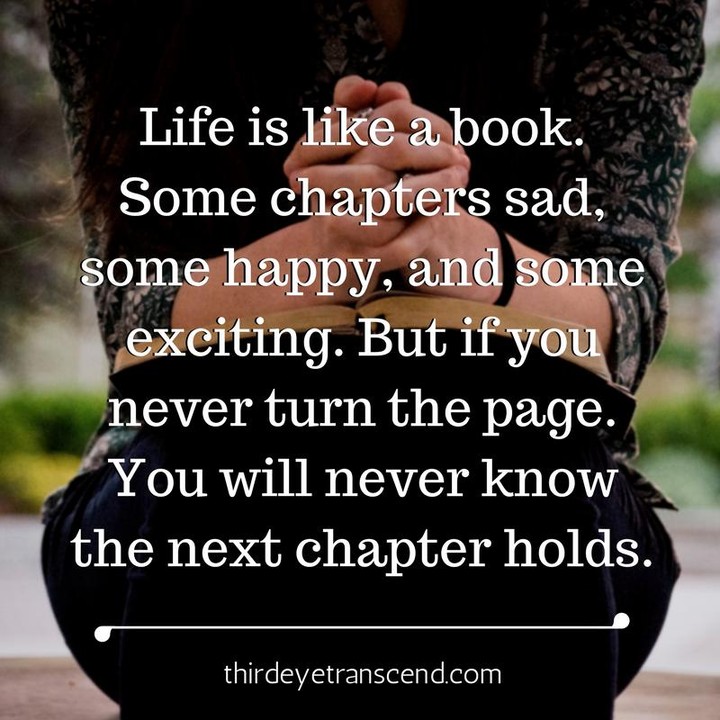 Life is like a book.
Some chapters sad,
some happy, and some
exciting. But if you
never turn the page.
You will never know
the next chapter holds.
thirdeyetranscend.com